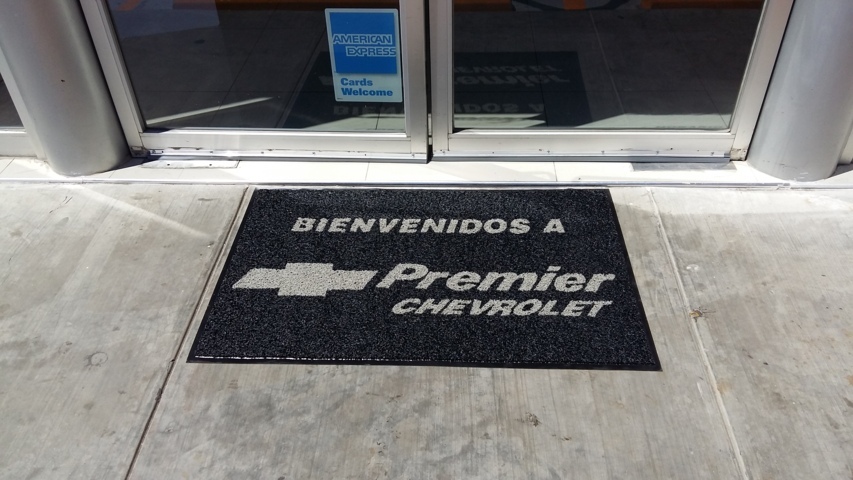 AMERICAN
EXPRESS
Cards
Welcome
BIENVENIDOS A
Premier
CHEVROLET